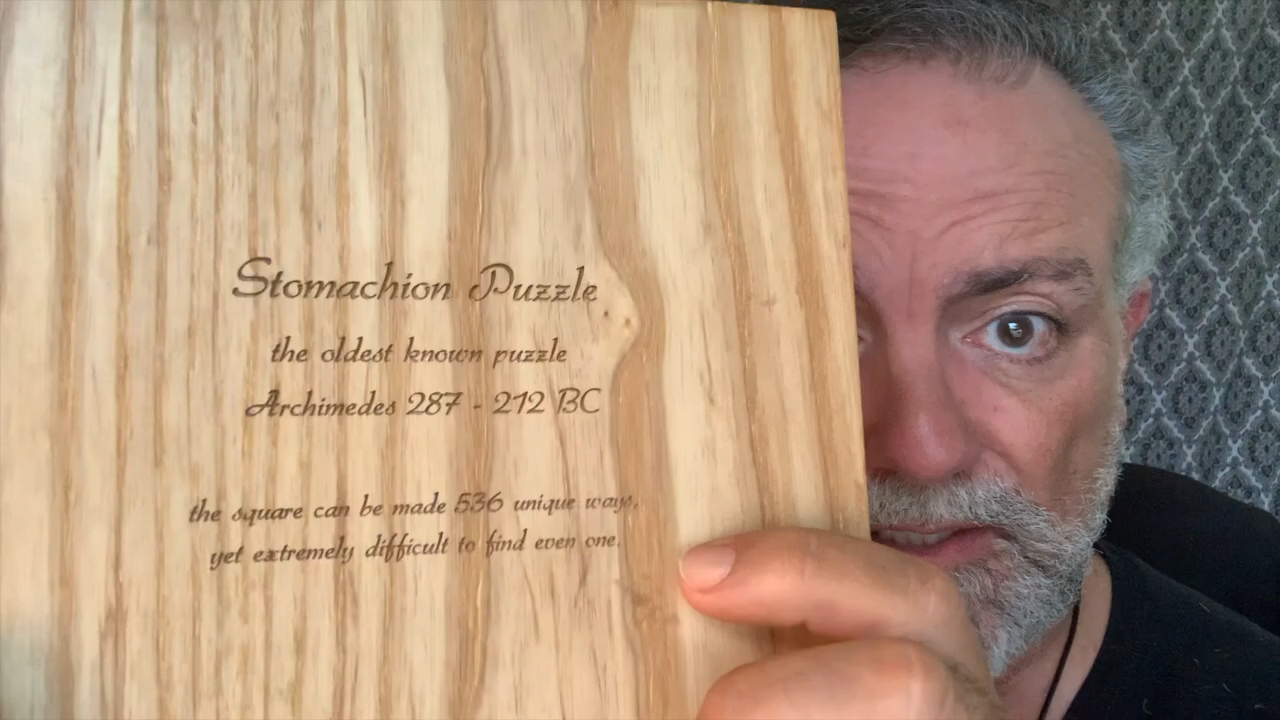 Stomachion Puzzle
the oldest known puzzle
Archimedes 287 - 212 BC
the square can be made 536 unique ways,
yet extremely difficult to find even one.